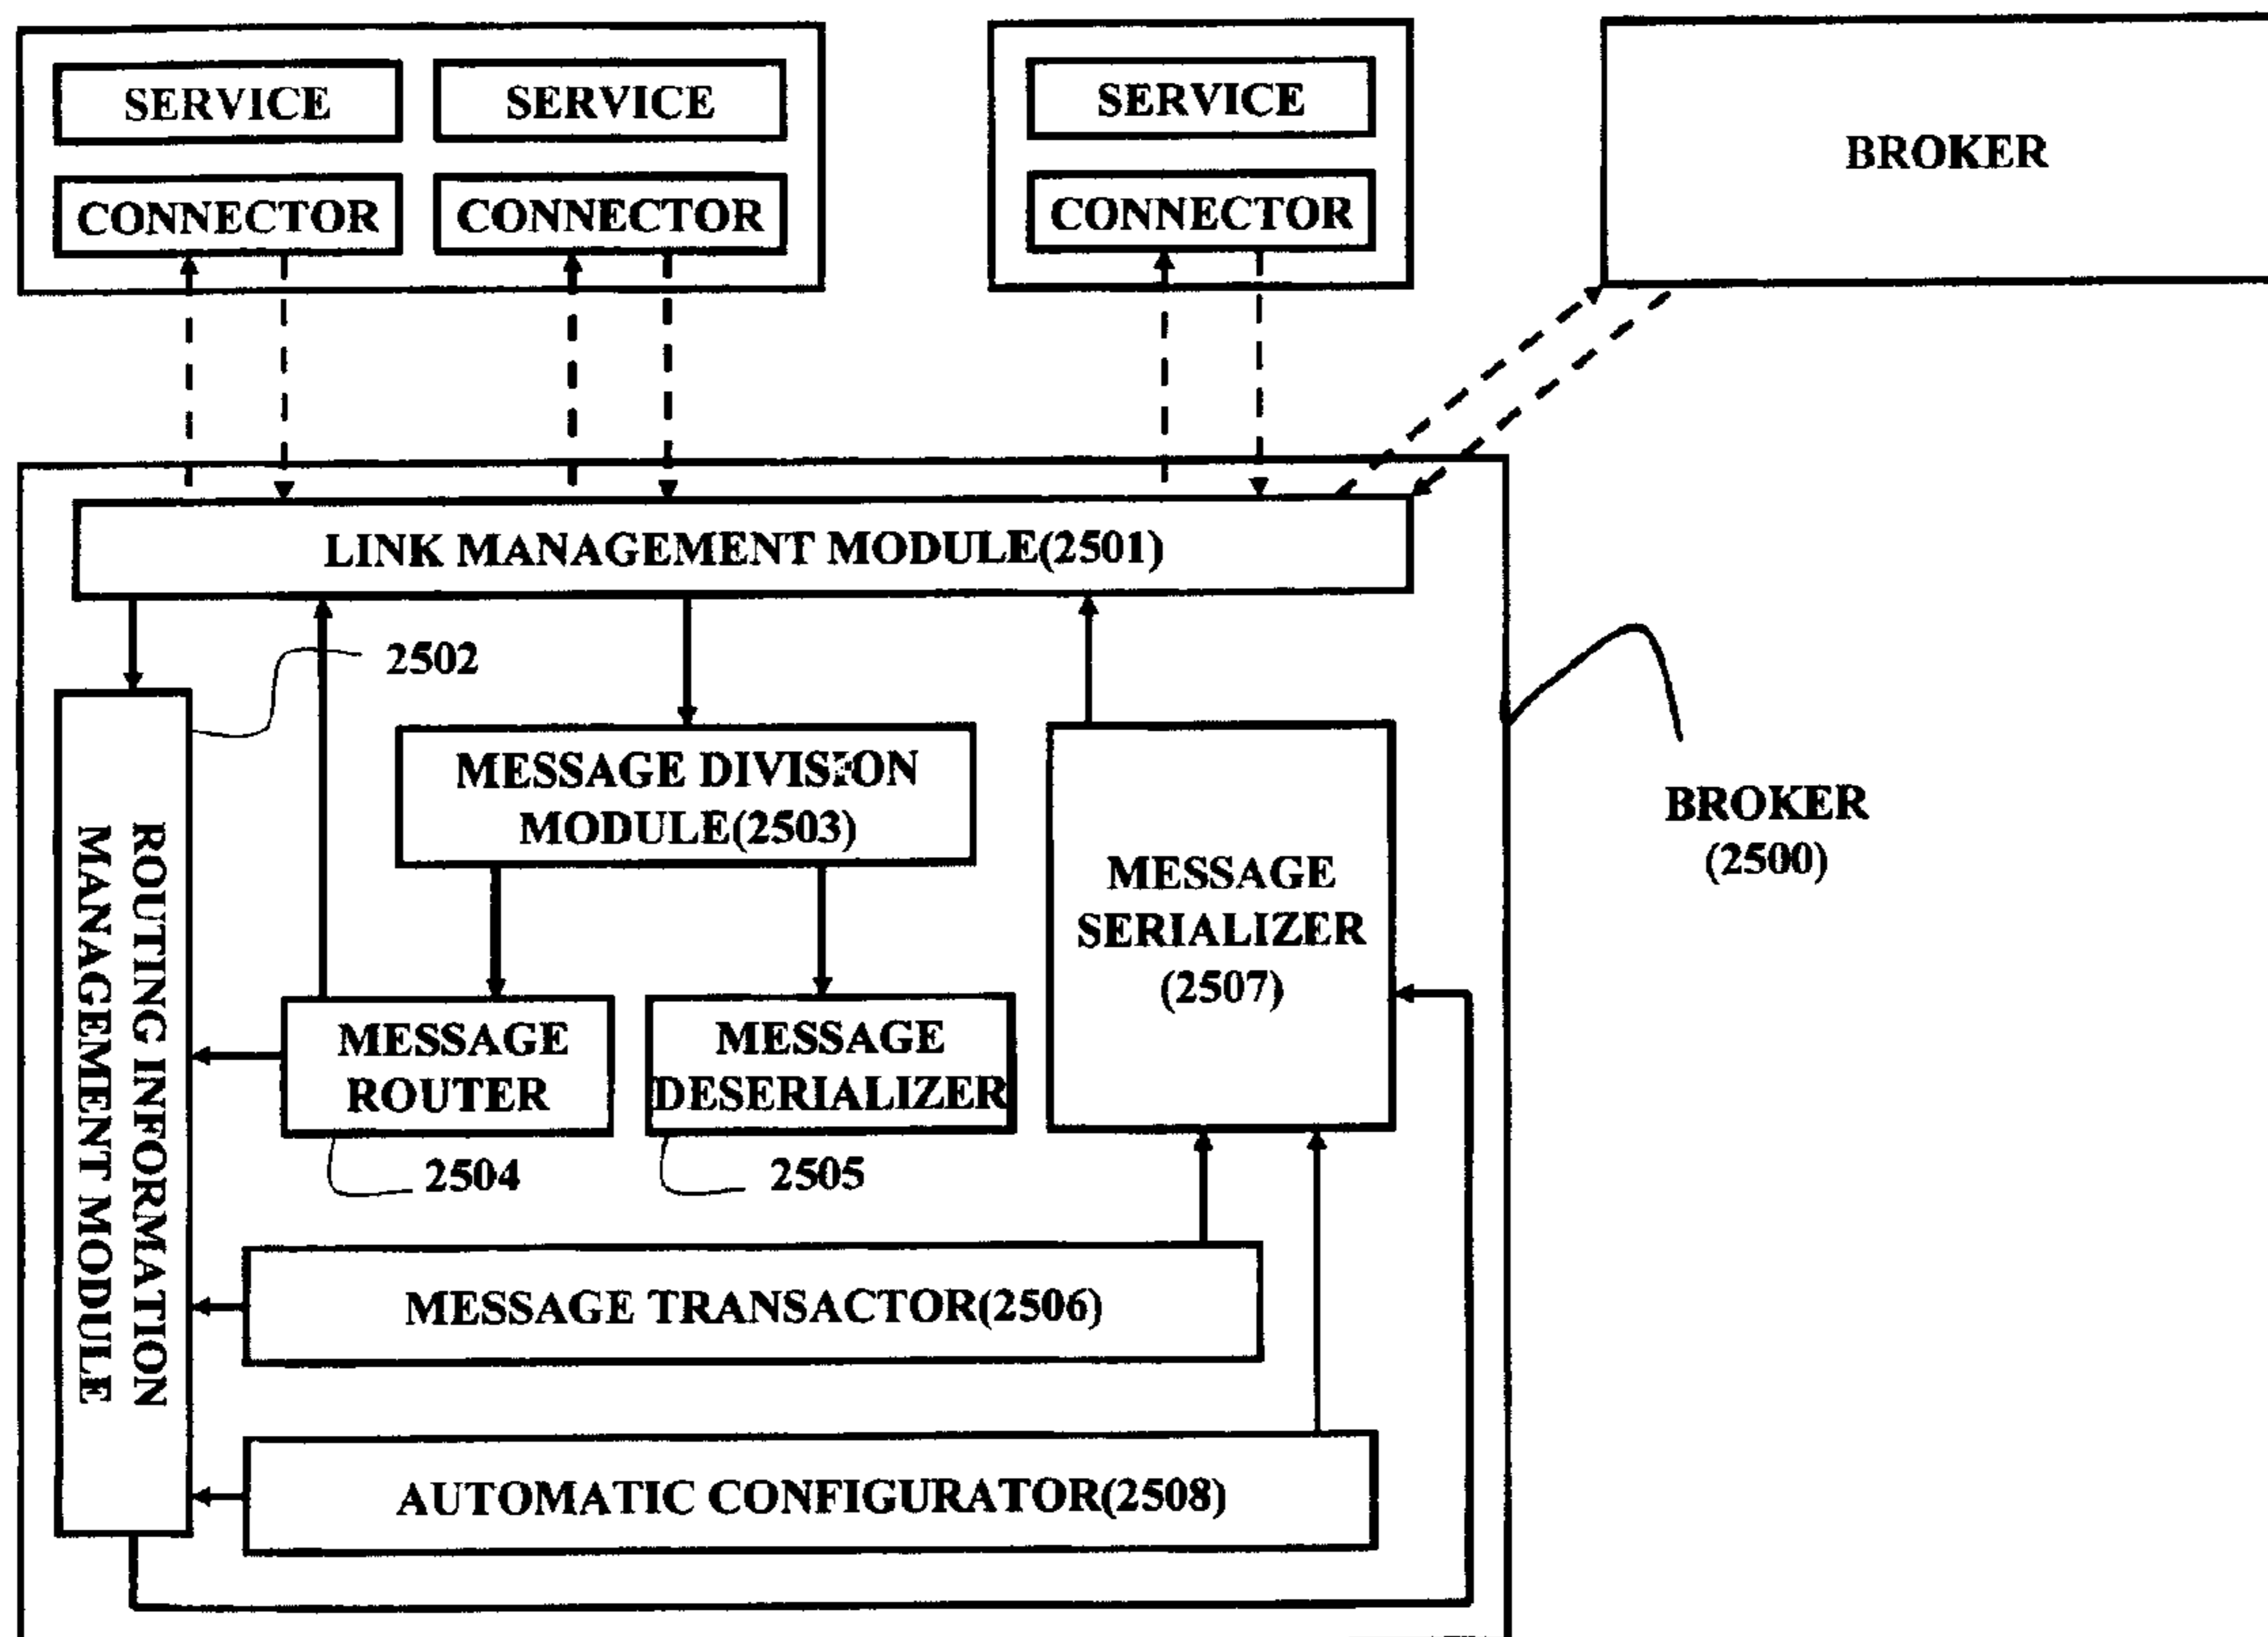 SERVICE
SERVICE
SERVICE
BROKER
CONNECTOR
CONNECTOR
CONNECTOR
LINK MANAGEMENT MODULE(2501)
2502
MESSAGE DIVISION
MODULE(2503)
BROKER
(2500)
MESSAGE
SERIALIZER
(2507)
ROUTING INFORMATION
MANAGEMENT MODULE
MESSAGE
ROUTER
MESSAGE
DESERIALIZER
2504
2505
MESSAGE TRANSACTOR(2506)
AUTOMATIC CONFIGURATOR(2508)